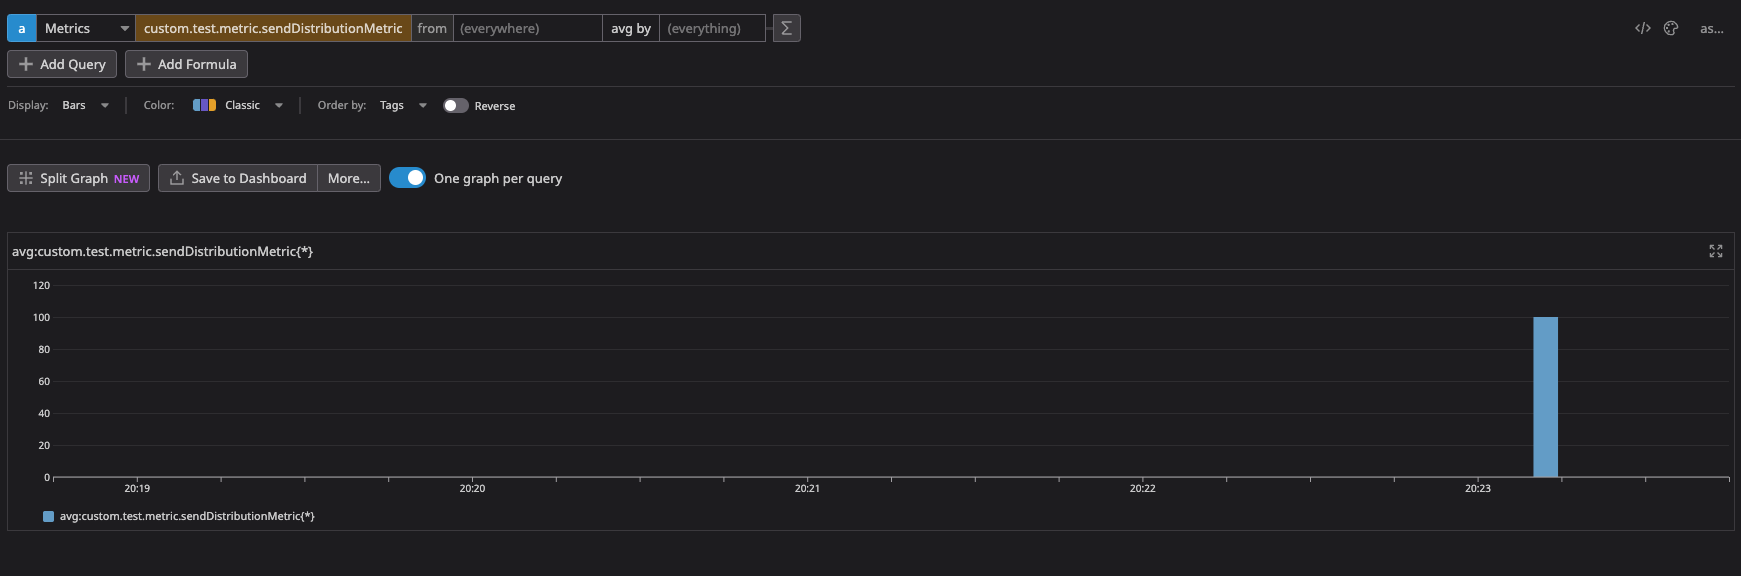 a Metrics custom.test.metric.sendDistributionMetric from (everywhere) avg by (everything) Σ </> as...
Add Query Add Formula
Display: Bars Color: Classic Order by: Tags Reverse
Split Graph NEW Save to Dashboard More... One graph per query
avg:custom.test.metric.sendDistributionMetric{*}
120
100
80
60
40
20
0
20:19 20:20 20:21 20:22 20:23
avg:custom.test.metric.sendDistributionMetric{*}